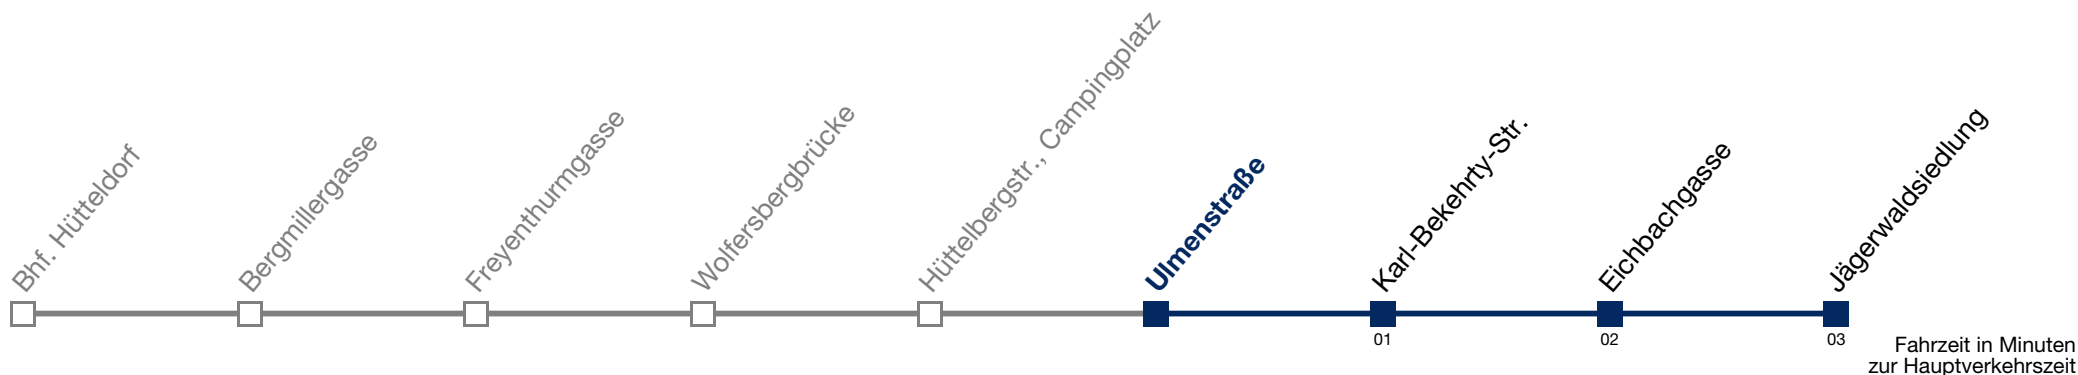 Bhf. Hütteldorf
Bergmillergasse
Freyenthurmgasse
Wolfersbergbrücke
Hüttelbergstr., Campingplatz
Ulmenstraße
Karl-Bekehrty-Str.
Eichbachgasse
Jägerwaldsiedlung
01
02
03
Fahrzeit in Minuten
zur Hauptverkehrszeit